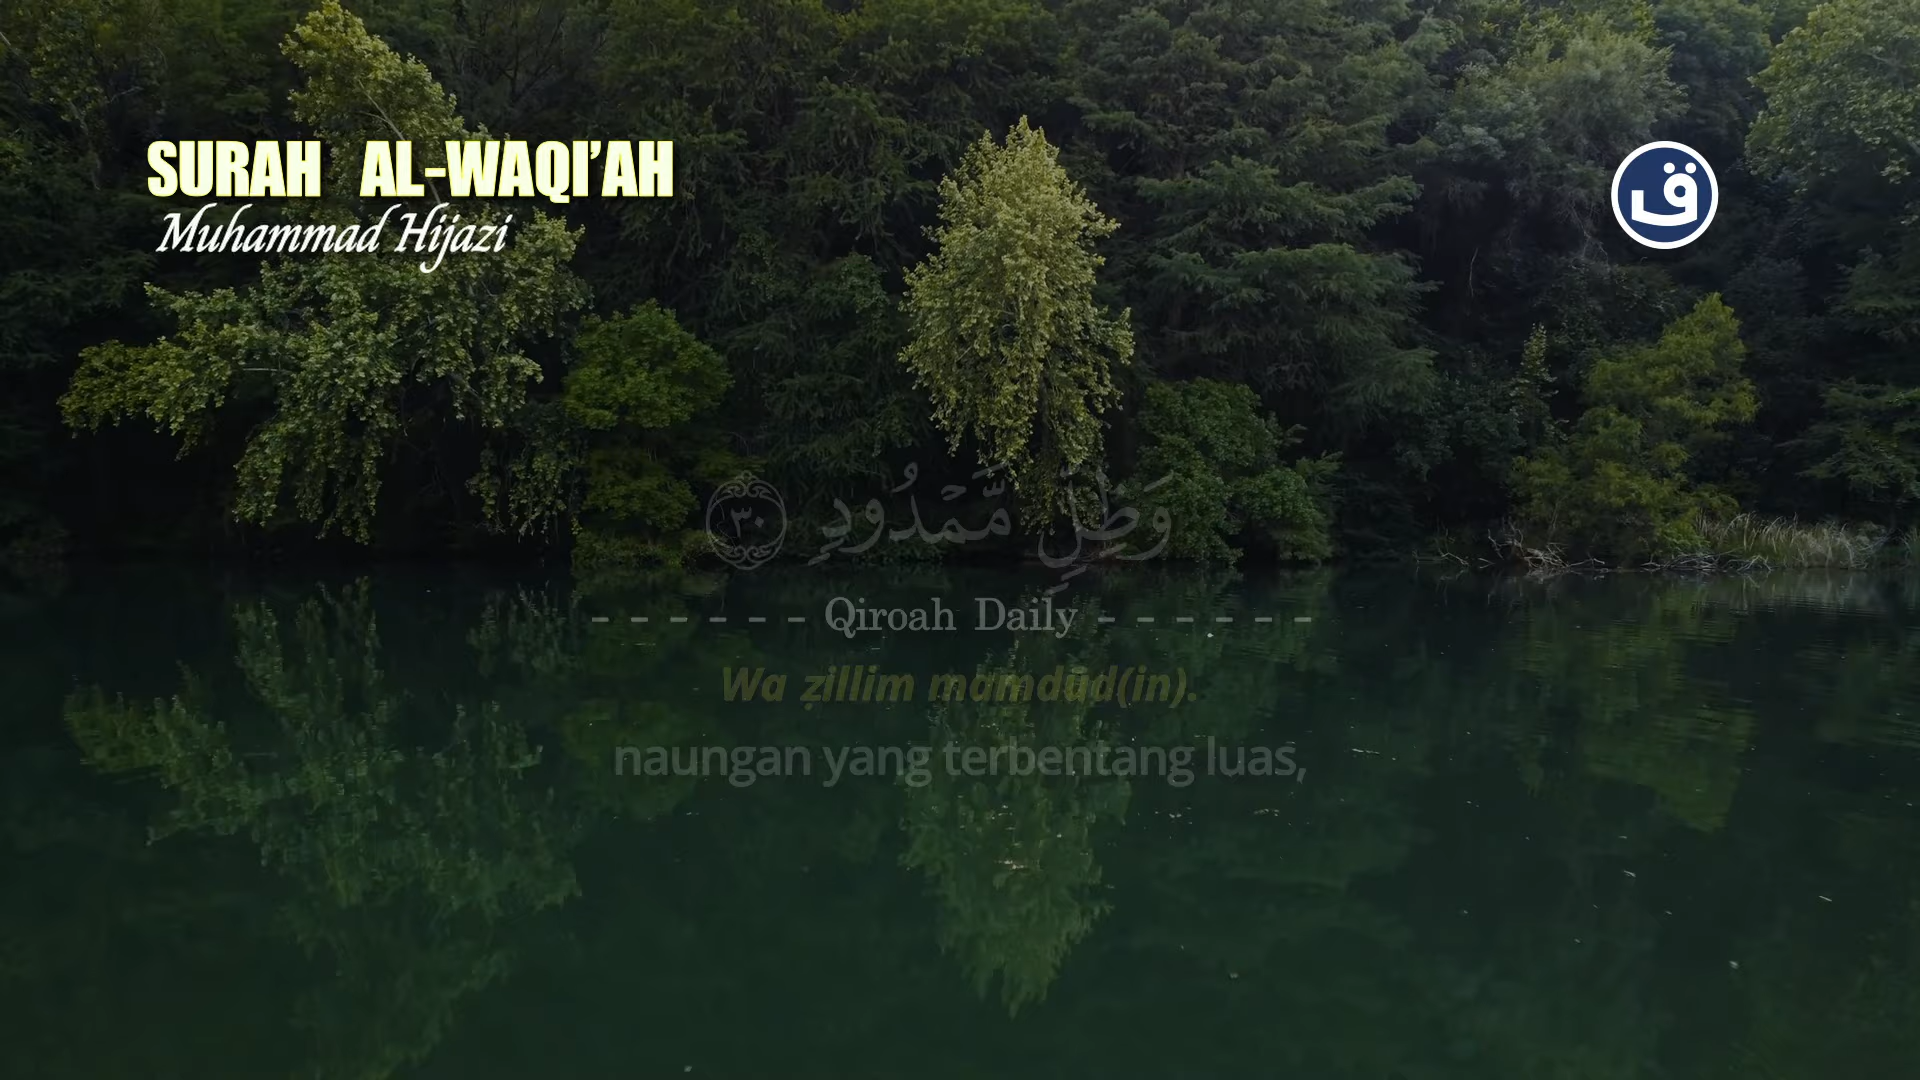 SURAH AL-WAQI’AH
Muhammad Hijazi
ق
وَظِلٍّ مَّمْدُودٍ ٣٠
- - - - - - Qiroah Daily - - - - - -
Wa ẓillim mamdūd(in).
naungan yang terbentang luas,